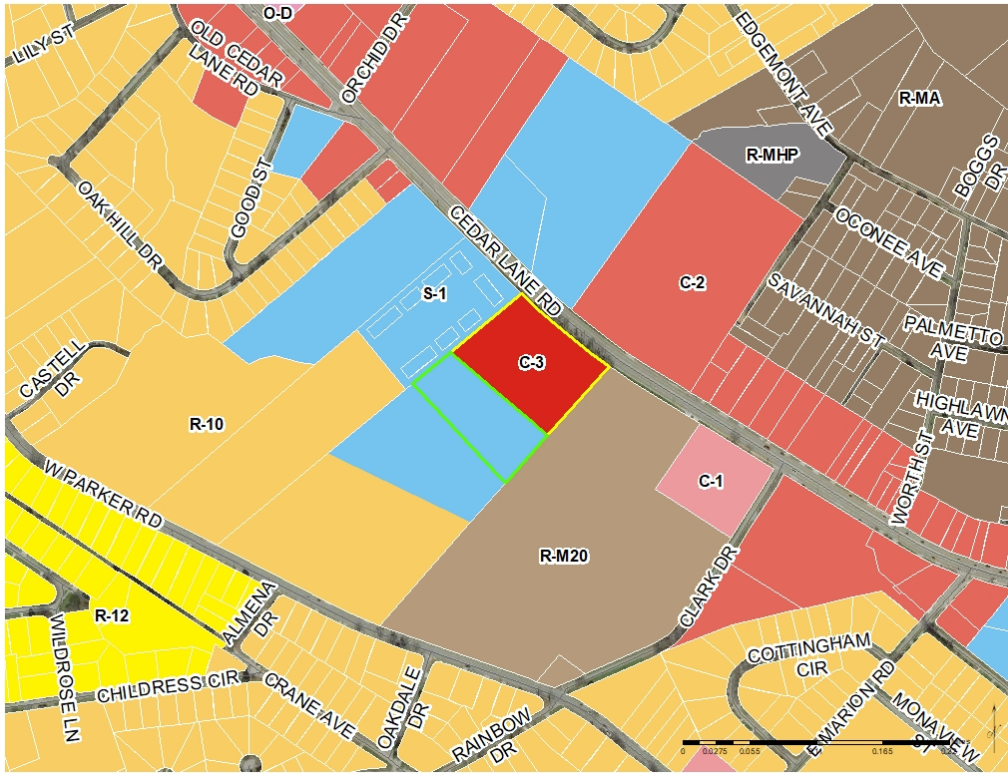 O-D
LILY ST
OLD CEDAR
LANE RD
ORCHID DR
EDGEMONT AVE
R-MA
R-MHP
BOGGS
DR
GOOD ST
OAK HILL DR
OCONEE AVE
CEDAR LANE RD
C-2
S-1
SAVANNAH ST
PALMETTO
AVE
C-3
CASTELL
DR
HIGHLAWN
AVE
R-10
WORTH ST
W PARKER RD
C-1
R-M20
CLARK DR
R-12
ALMENA
DR
WILDROSE LN
COTTINGHAM
CIR
CHILDRESS CIR
CRANE AVE
OAKDALE
DR
RAINBOW
DR
E MARION RD
MONAVIEW
ST
0 0.0275 0.055 0.165